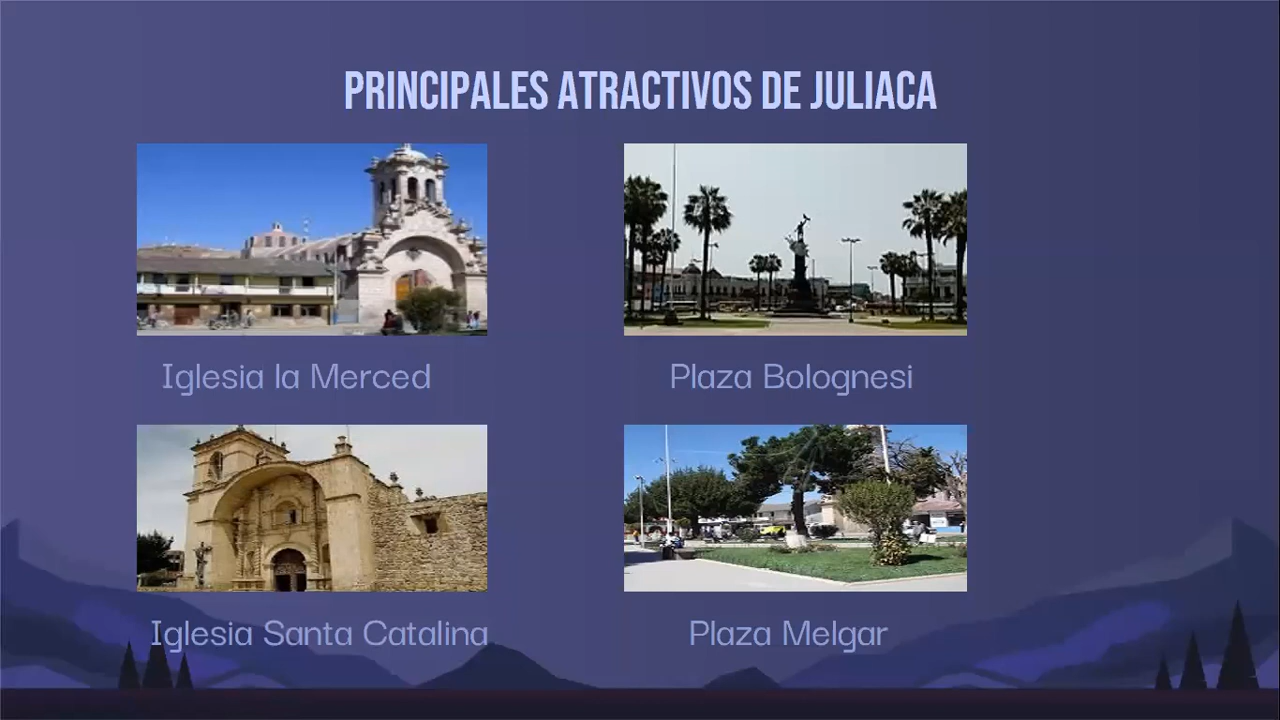 PRINCIPALES ATRACTIVOS DE JULIACA
Iglesia la Merced
Plaza Bolognesi
Iglesia Santa Catalina
Plaza Melgar